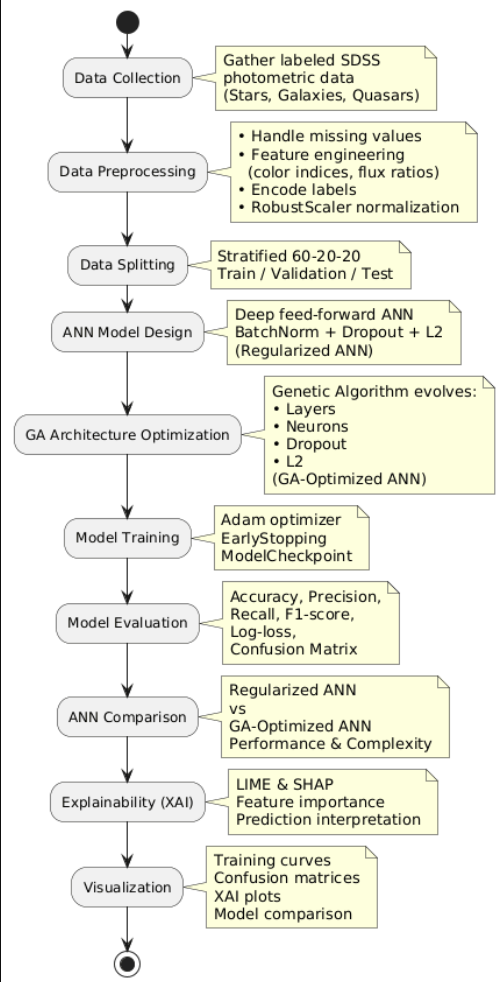 Data Collection
Gather labeled SDSS
photometric data
(Stars, Galaxies, Quasars)
Data Preprocessing
• Handle missing values
• Feature engineering
(color indices, flux ratios)
• Encode labels
• RobustScaler normalization
Data Splitting
Stratified 60-20-20
Train / Validation / Test
ANN Model Design
Deep feed-forward ANN
BatchNorm + Dropout + L2
(Regularized ANN)
GA Architecture Optimization
Genetic Algorithm evolves:
• Layers
• Neurons
• Dropout
• L2
(GA-Optimized ANN)
Model Training
Adam optimizer
EarlyStopping
ModelCheckpoint
Model Evaluation
Accuracy, Precision,
Recall, F1-score,
Log-loss,
Confusion Matrix
ANN Comparison
Regularized ANN
vs
GA-Optimized ANN
Performance & Complexity
Explainability (XAI)
LIME & SHAP
Feature importance
Prediction interpretation
Visualization
Training curves
Confusion matrices
XAI plots
Model comparison